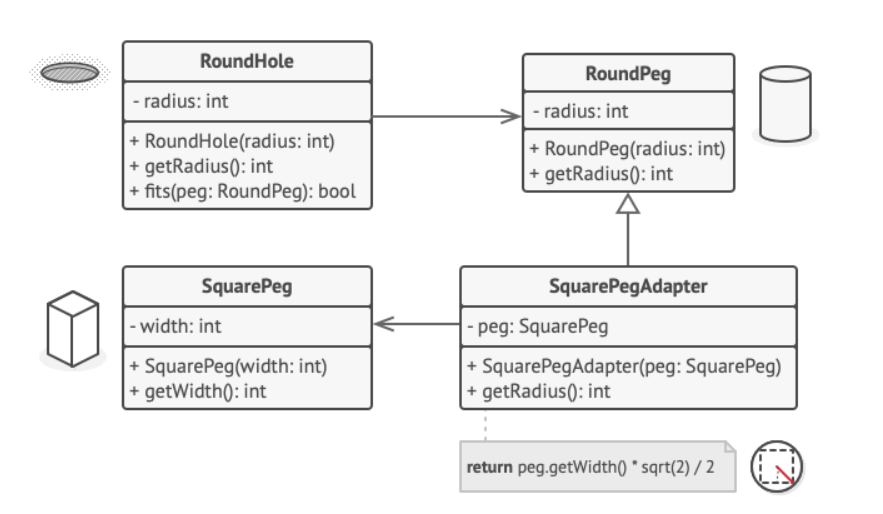 RoundHole
- radius: int
+ RoundHole(radius: int)
+ getRadius(): int
+ fits(peg: RoundPeg): bool
RoundPeg
- radius: int
+ RoundPeg(radius: int)
+ getRadius(): int
SquarePeg
- width: int
+ SquarePeg(width: int)
+ getWidth(): int
SquarePegAdapter
- peg: SquarePeg
+ SquarePegAdapter(peg: SquarePeg)
+ getRadius(): int
return peg.getWidth() * sqrt(2) / 2